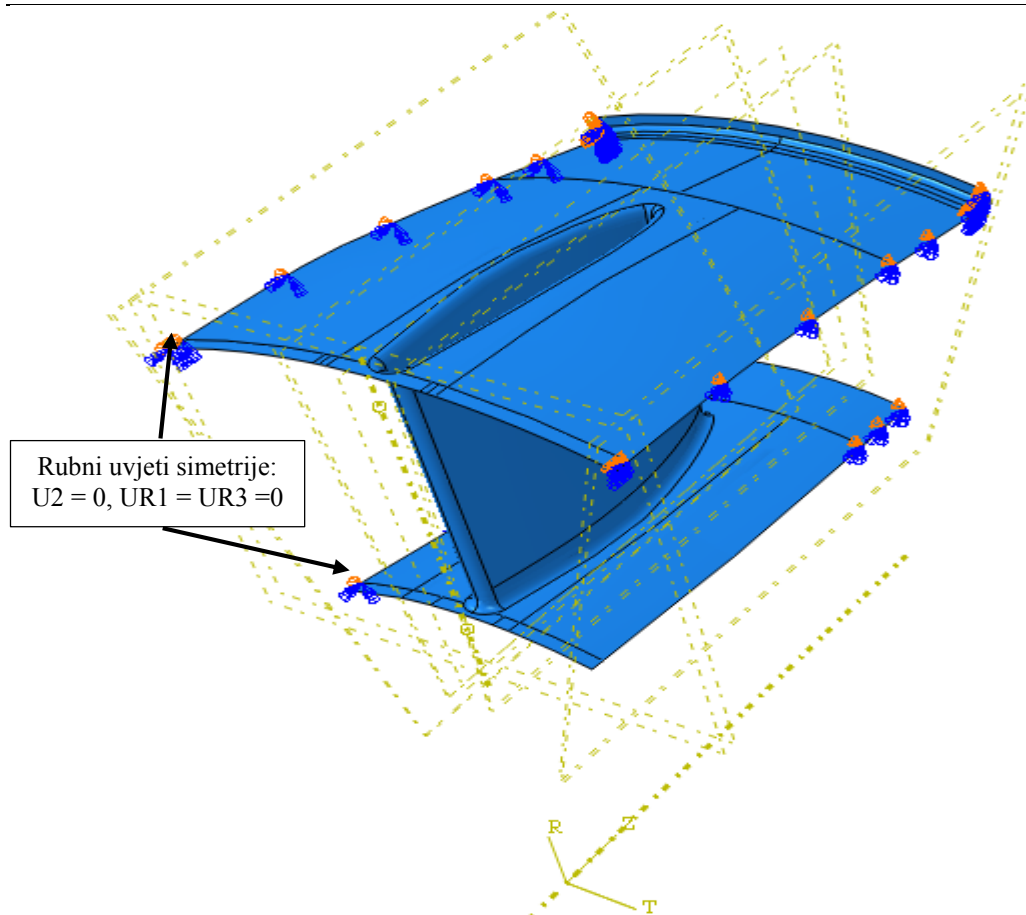 Rubni uvjeti simetrije:
U2 = 0, UR1 = UR3 =0
R
Z
T